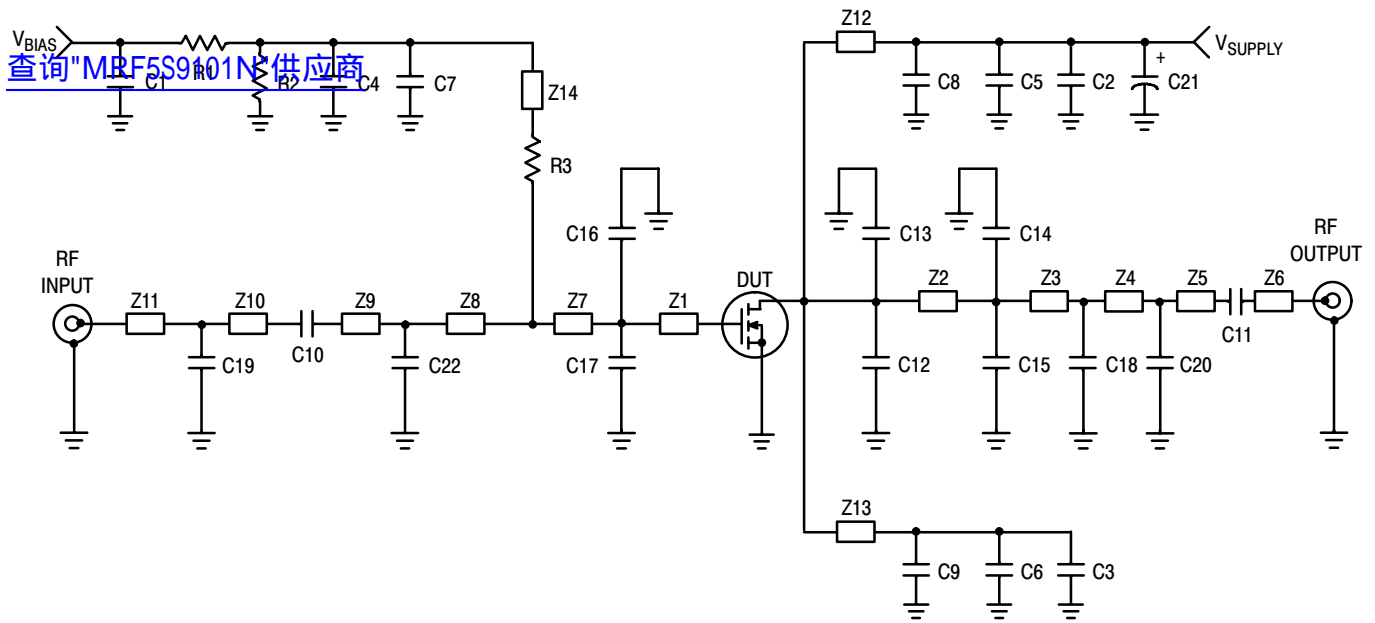 Z12
V_BIAS
V_SUPPLY
查询"MRF5S9101N"供应商
+
C1
R1
R2
C4
C7
Z14
C8
C5
C2
C21
R3
C16
C13
C14
RF
INPUT
RF
OUTPUT
DUT
Z11
Z10
Z9
Z8
Z7
Z1
Z2
Z3
Z4
Z5
Z6
C10
C11
C19
C22
C17
C12
C15
C18
C20
Z13
C9
C6
C3